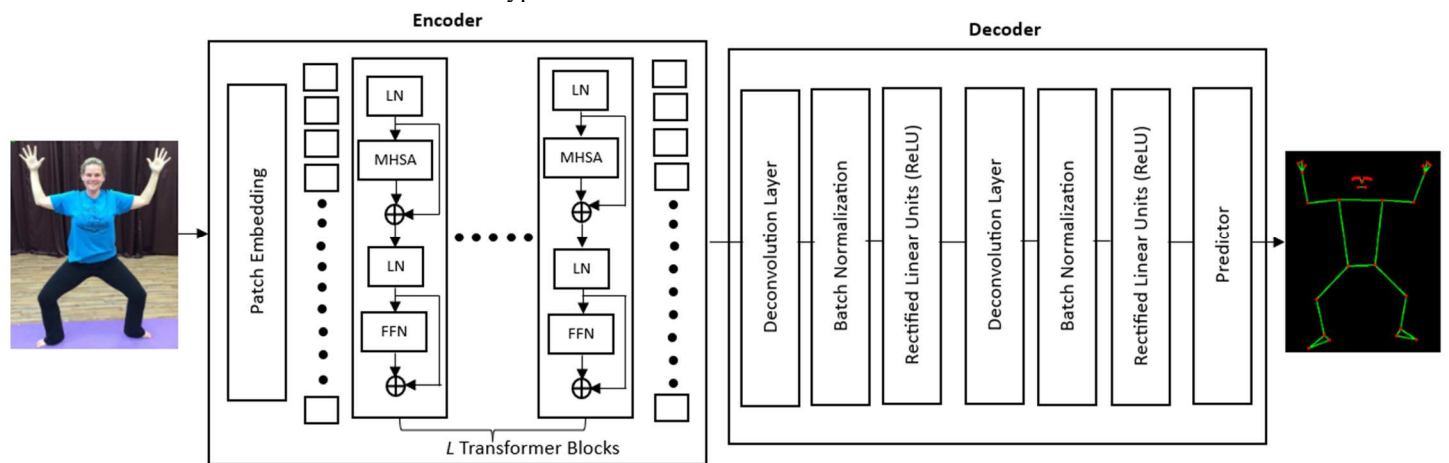 Encoder
Decoder
Patch Embedding
LN
MHSA
LN
FFN
LN
MHSA
LN
FFN
L Transformer Blocks
Deconvolution Layer
Batch Normalization
Rectified Linear Units (ReLU)
Deconvolution Layer
Batch Normalization
Rectified Linear Units (ReLU)
Predictor